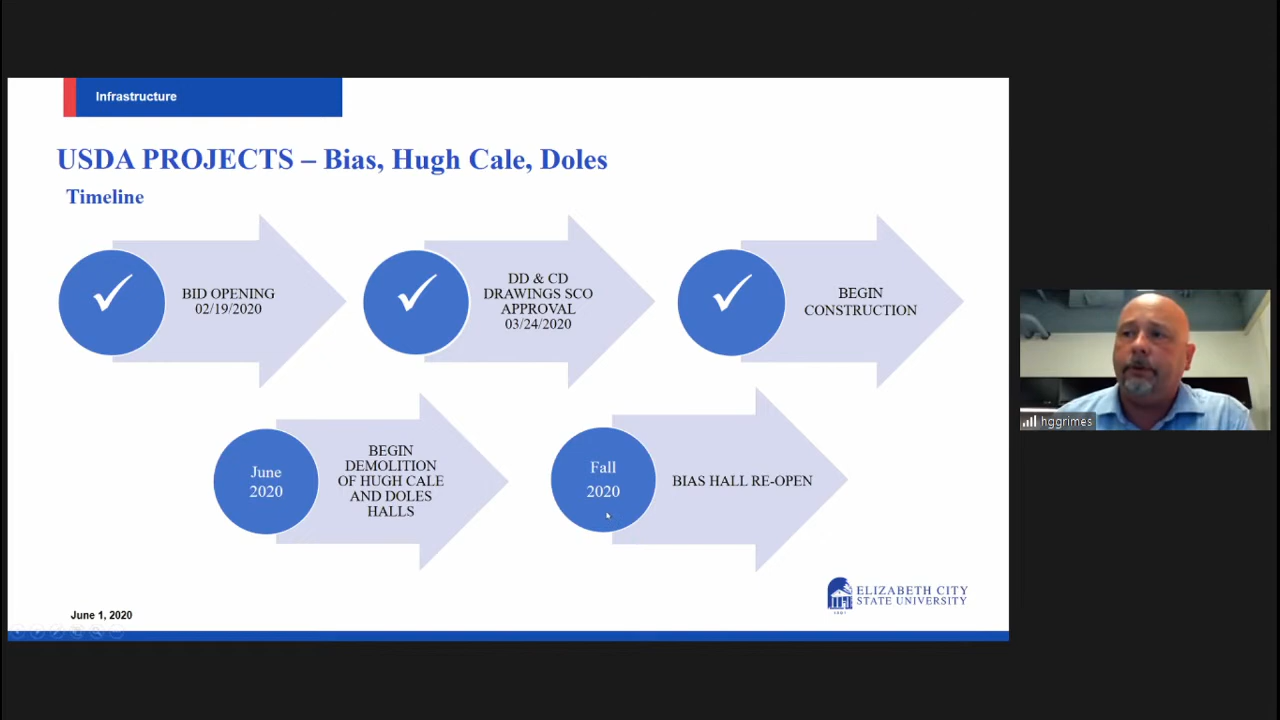 Infrastructure
USDA PROJECTS – Bias, Hugh Cale, Doles
Timeline
BID OPENING
02/19/2020
DD & CD
DRAWINGS SCO
APPROVAL
03/24/2020
BEGIN
CONSTRUCTION
June
2020
BEGIN
DEMOLITION
OF HUGH CALE
AND DOLES
HALLS
Fall
2020
BIAS HALL RE-OPEN
hggrimes
ELIZABETH CITY
STATE UNIVERSITY
June 1, 2020